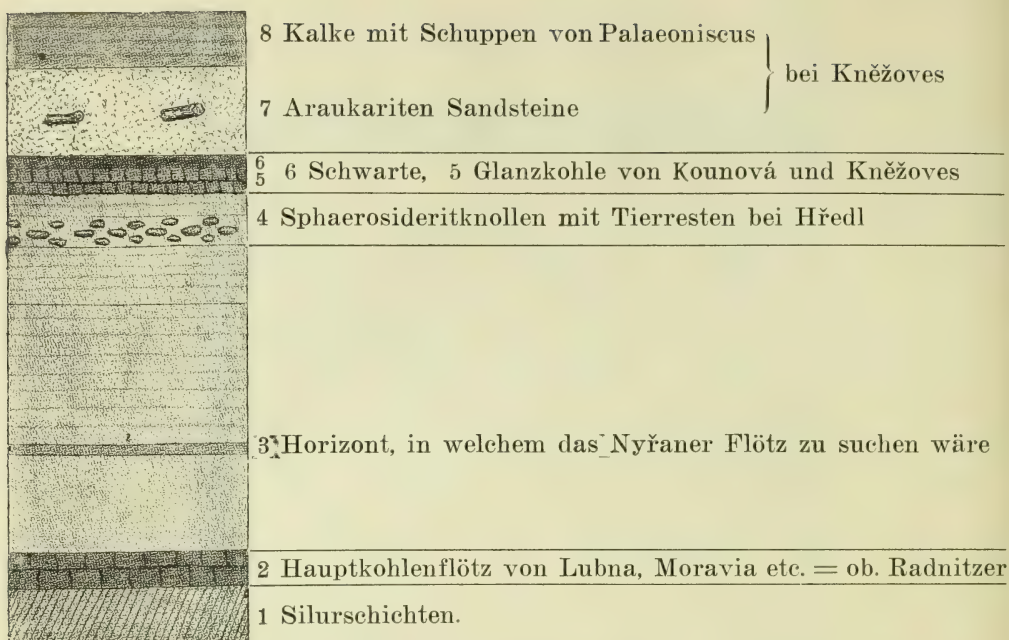 8 Kalke mit Schuppen von Palaeoniscus
bei Kněžoves
7 Araukariten Sandsteine
6
5
6 Schwarte, 5 Glanzkohle von Kounová und Kněžoves
4 Sphaerosideritknollen mit Tierresten bei Hředl
3 Horizont, in welchem das Nyřaner Flötz zu suchen wäre
2 Hauptkohlenflötz von Lubna, Moravia etc. = ob. Radnitzer
1 Silurschichten.